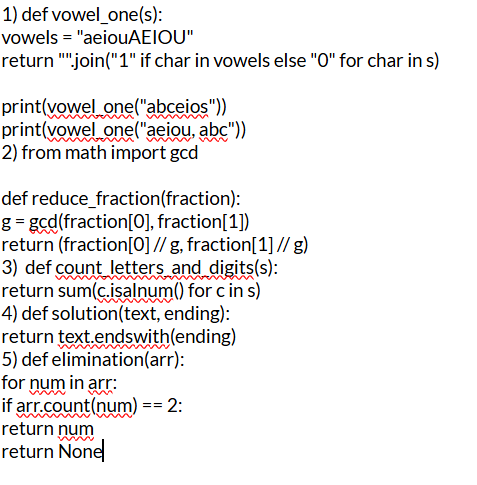 1) def vowel_one(s):
vowels = "aeiouAEIOU"
return "".join("1" if char in vowels else "0" for char in s)
print(vowel_one("abceios"))
print(vowel_one("aeiou, abc"))
2) from math import gcd
def reduce_fraction(fraction):
g = gcd(fraction[0], fraction[1])
return (fraction[0] // g, fraction[1] // g)
3)  def count_letters_and_digits(s):
return sum(c.isalnum() for c in s)
4) def solution(text, ending):
return text.endswith(ending)
5) def elimination(arr):
for num in arr:
if arr.count(num) == 2:
return num
return None